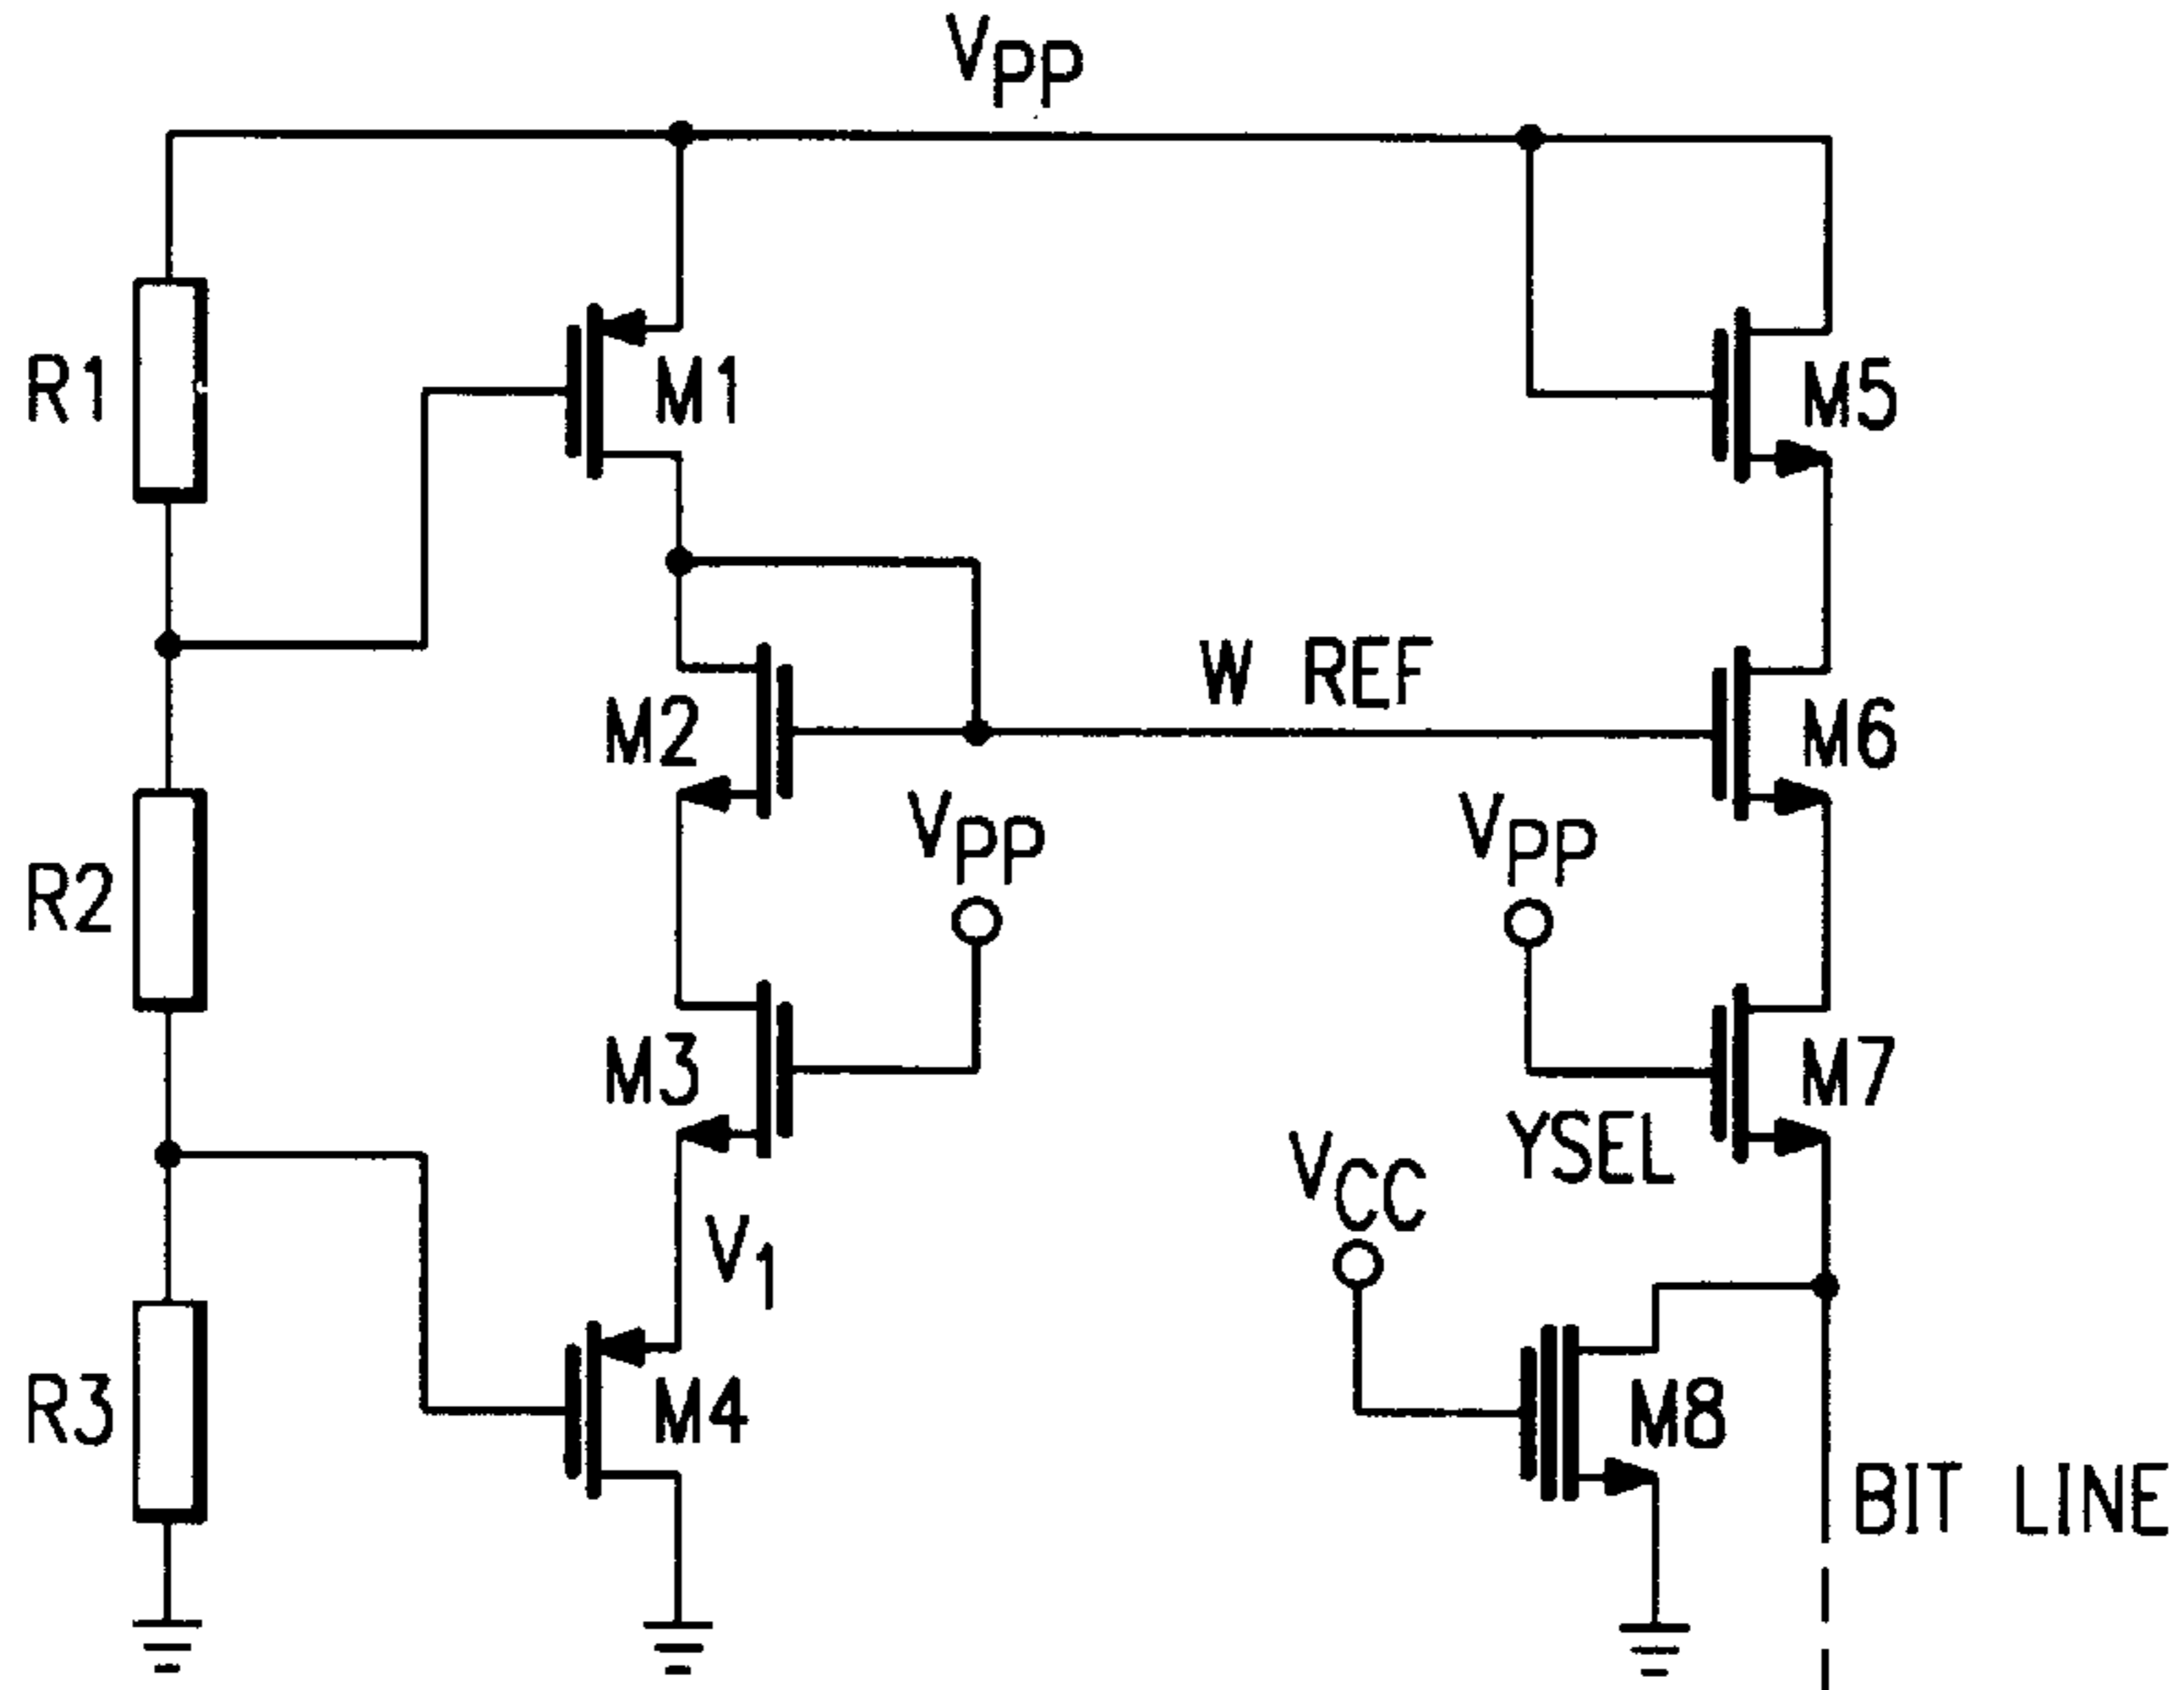 VPP
R1
M1
M5
M2
W REF
M6
R2
VPP
VPP
M3
M7
YSEL
VCC
V1
R3
M4
M8
BIT LINE